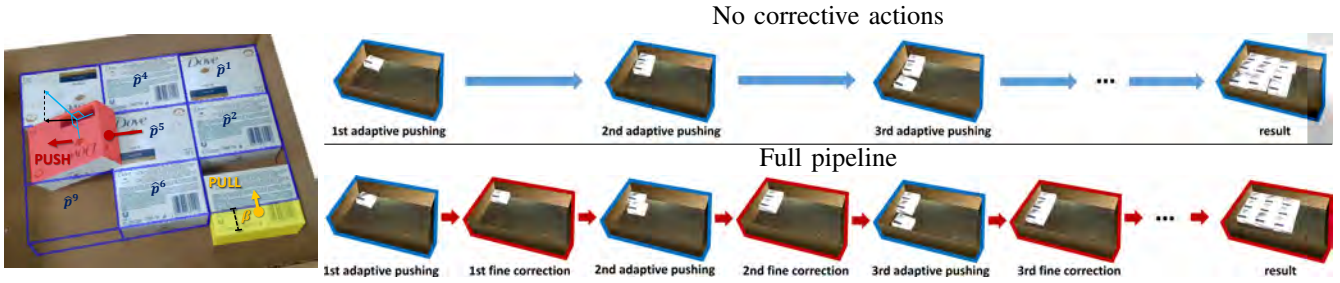 No corrective actions
1st adaptive pushing
2nd adaptive pushing
3rd adaptive pushing
...
result
Full pipeline
1st adaptive pushing
1st fine correction
2nd adaptive pushing
2nd fine correction
3rd adaptive pushing
3rd fine correction
...
result
Dove
p̂⁴
p̂¹
p̂⁵
p̂²
PUSH
Dove
PULL
p̂⁹
p̂⁶
β